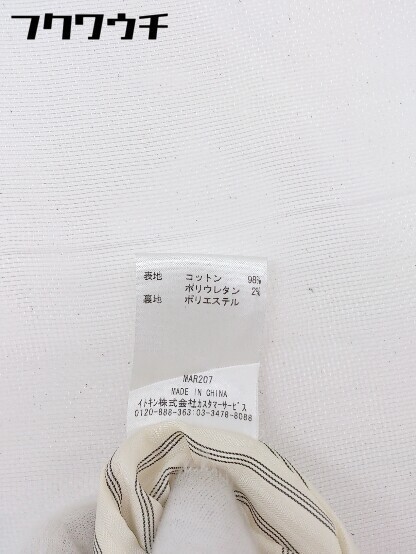 フクワウチ
表地 コットン 98%
ポリウレタン 2%
裏地 ポリエステル
MAR207
MADE IN CHINA
イトキン株式会社カスタマーサービス
0120-888-363:03-3478-8088